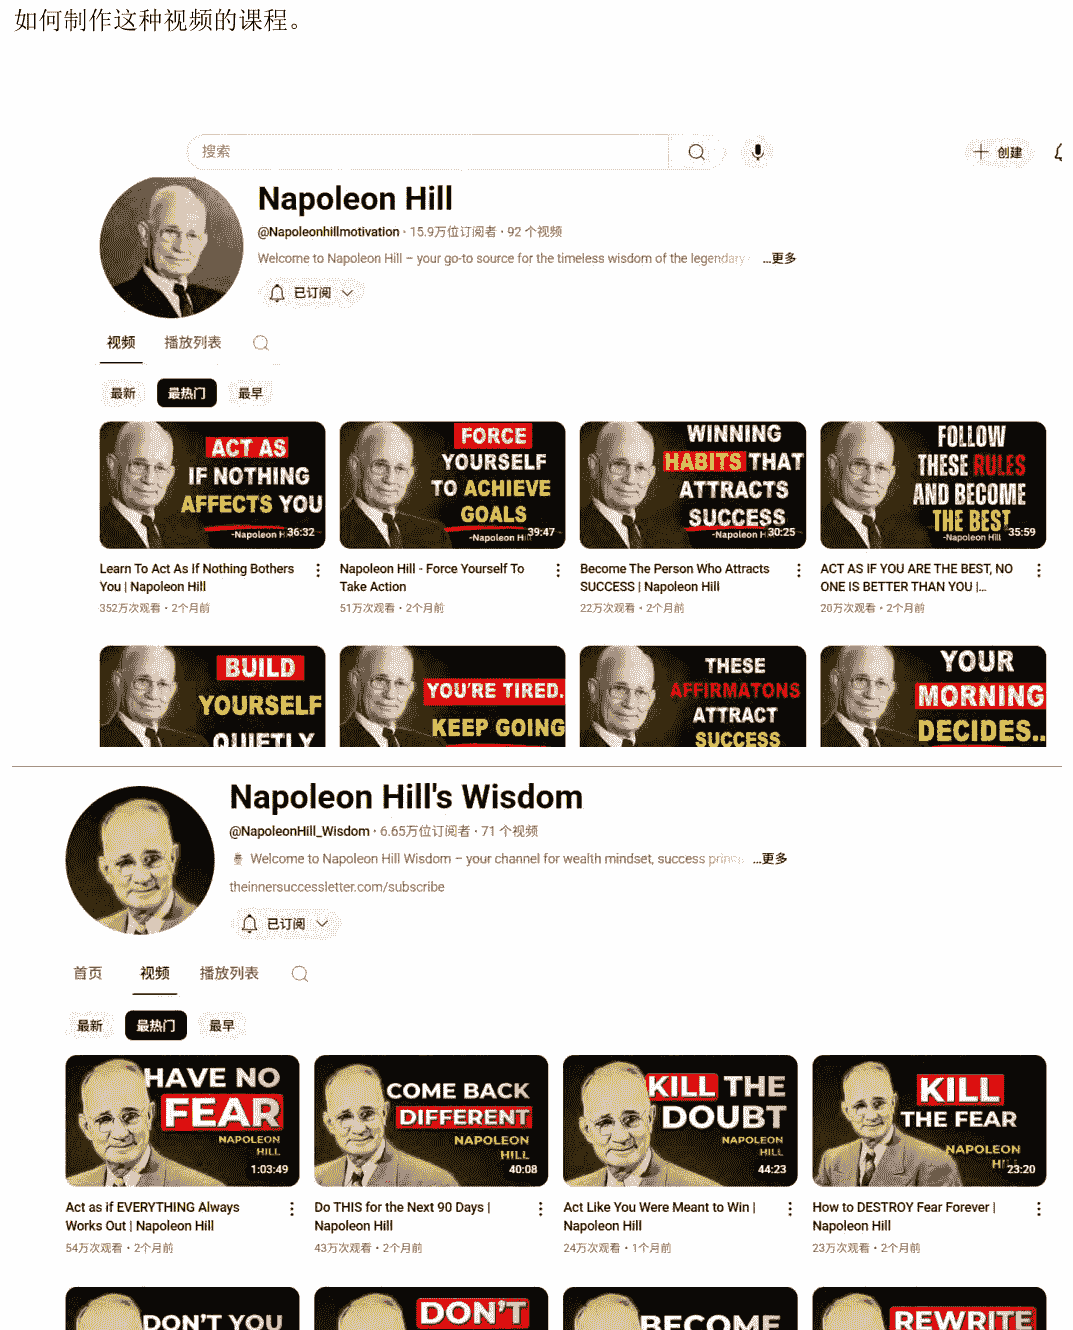 如何制作这种视频的课程。
搜索
创建
Napoleon Hill
@Napoleonhillmotivation · 15.9万位订阅者 · 92 个视频
Welcome to Napoleon Hill – your go-to source for the timeless wisdom of the legendary ...更多
已订阅
视频 播放列表
最新 最热门 最早
ACT AS
IF NOTHING
AFFECTS YOU
-Napoleon H
36:32
FORCE
YOURSELF
TO ACHIEVE
GOALS
-Napoleon H
39:47
WINNING
HABITS THAT
ATTRACTS
SUCCESS
-Napoleon H
30:25
FOLLOW
THESE RULES
AND BECOME
THE BEST
-Napoleon Hill
35:59
Learn To Act As If Nothing Bothers
You | Napoleon Hill
352万次观看 · 2个月前
Napoleon Hill - Force Yourself To
Take Action
51万次观看 · 2个月前
Become The Person Who Attracts
SUCCESS | Napoleon Hill
22万次观看 · 2个月前
ACT AS IF YOU ARE THE BEST, NO
ONE IS BETTER THAN YOU |...
20万次观看 · 2个月前
BUILD
YOURSELF
QUIETLY
YOU'RE TIRED.
KEEP GOING
THESE
AFFIRMATONS
ATTRACT
SUCCESS
YOUR
MORNING
DECIDES..
Napoleon Hill's Wisdom
@NapoleonHill_Wisdom · 6.65万位订阅者 · 71 个视频
Welcome to Napoleon Hill Wisdom – your channel for wealth mindset, success princ ...更多
theinnersuccessletter.com/subscribe
已订阅
首页 视频 播放列表
最新 最热门 最早
HAVE NO
FEAR
NAPOLEON
HILL
1:03:49
COME BACK
DIFFERENT
NAPOLEON
HILL
40:08
KILL THE
DOUBT
NAPOLEON
HILL
44:23
KILL
THE FEAR
NAPOLEON
HI
23:20
Act as if EVERYTHING Always
Works Out | Napoleon Hill
54万次观看 · 2个月前
Do THIS for the Next 90 Days |
Napoleon Hill
43万次观看 · 2个月前
Act Like You Were Meant to Win |
Napoleon Hill
24万次观看 · 1个月前
How to DESTROY Fear Forever |
Napoleon Hill
23万次观看 · 2个月前
DON'T YOU
DON'T
BECOME
REWRITE